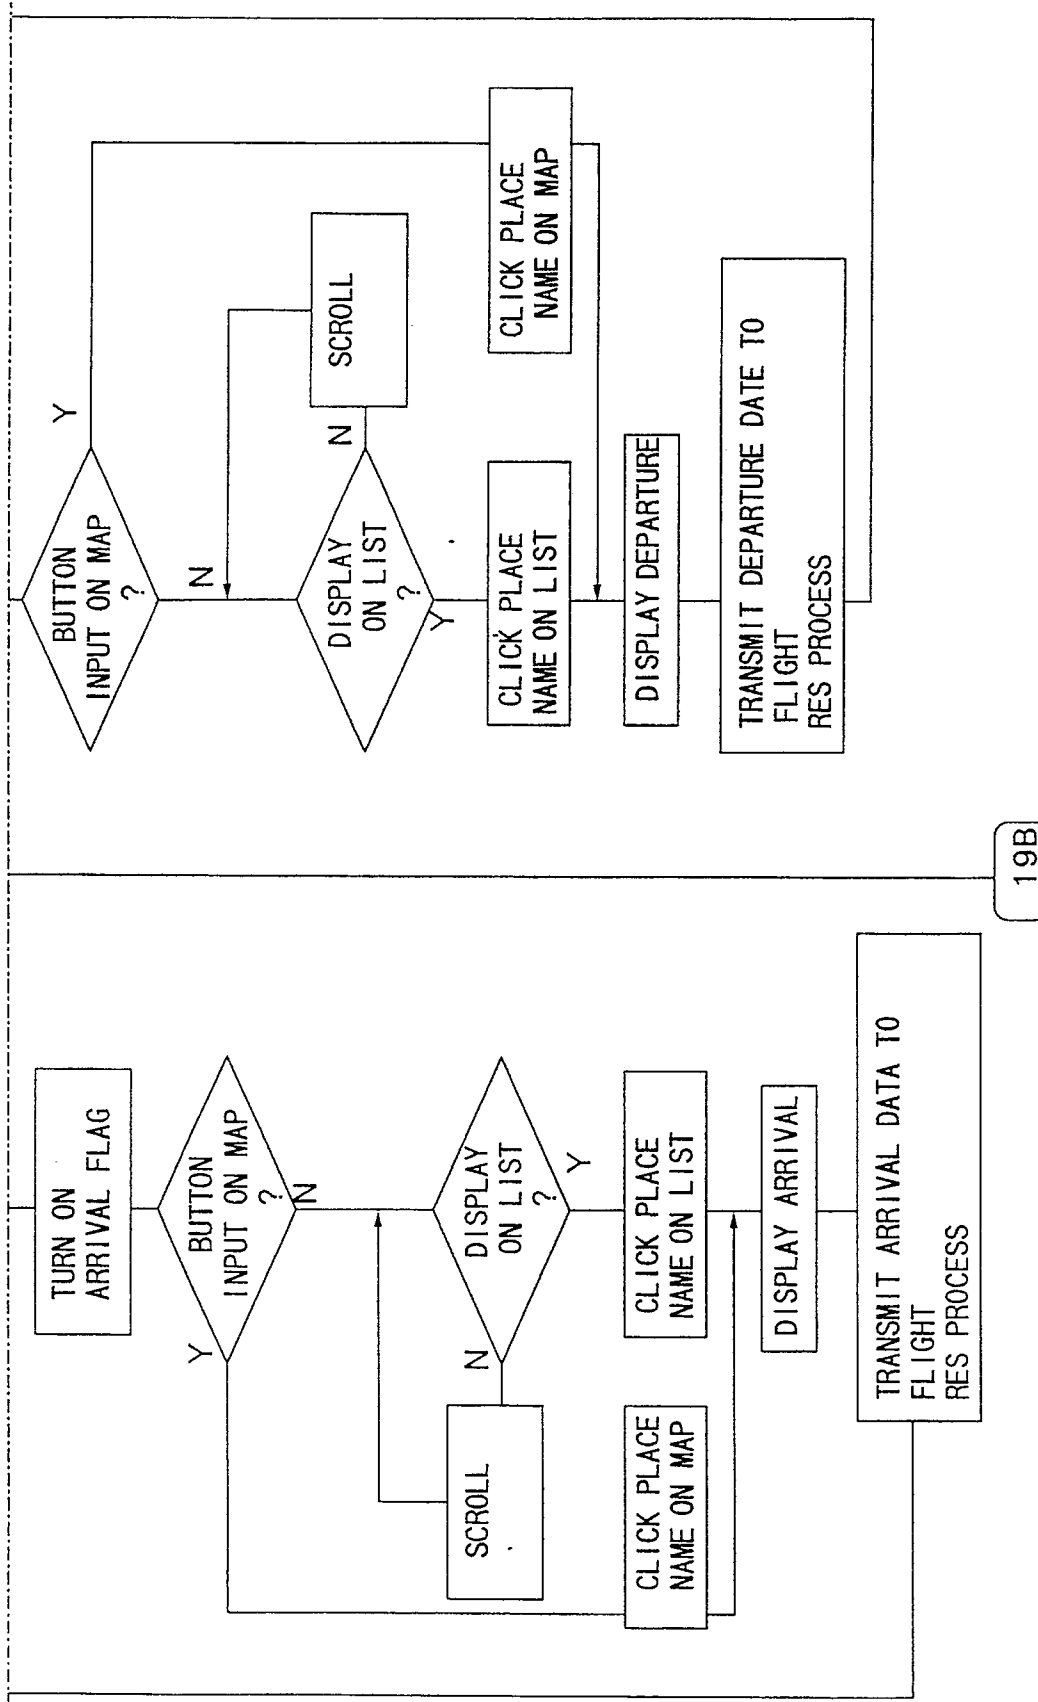 TURN ON
ARRIVAL FLAG
BUTTON
INPUT ON MAP
?
Y
N
DISPLAY
ON LIST
?
N
Y
SCROLL
CLICK PLACE
NAME ON MAP
CLICK PLACE
NAME ON LIST
DISPLAY ARRIVAL
TRANSMIT ARRIVAL DATA TO
FLIGHT
RES PROCESS
19B
BUTTON
INPUT ON MAP
?
Y
N
DISPLAY
ON LIST
?
N
Y
SCROLL
CLICK PLACE
NAME ON LIST
CLICK PLACE
NAME ON MAP
DISPLAY DEPARTURE
TRANSMIT DEPARTURE DATE TO
FLIGHT
RES PROCESS